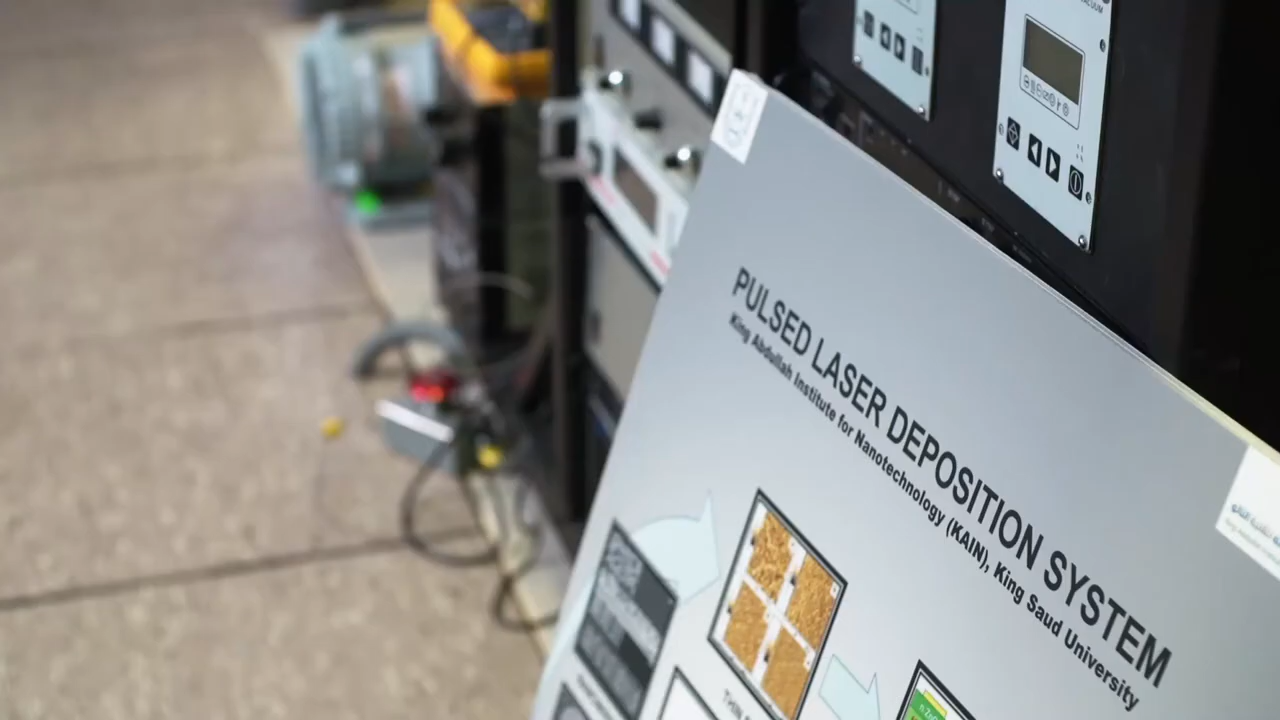 PULSED LASER DEPOSITION SYSTEM
King Abdullah Institute for Nanotechnology (KAIN), King Saud University